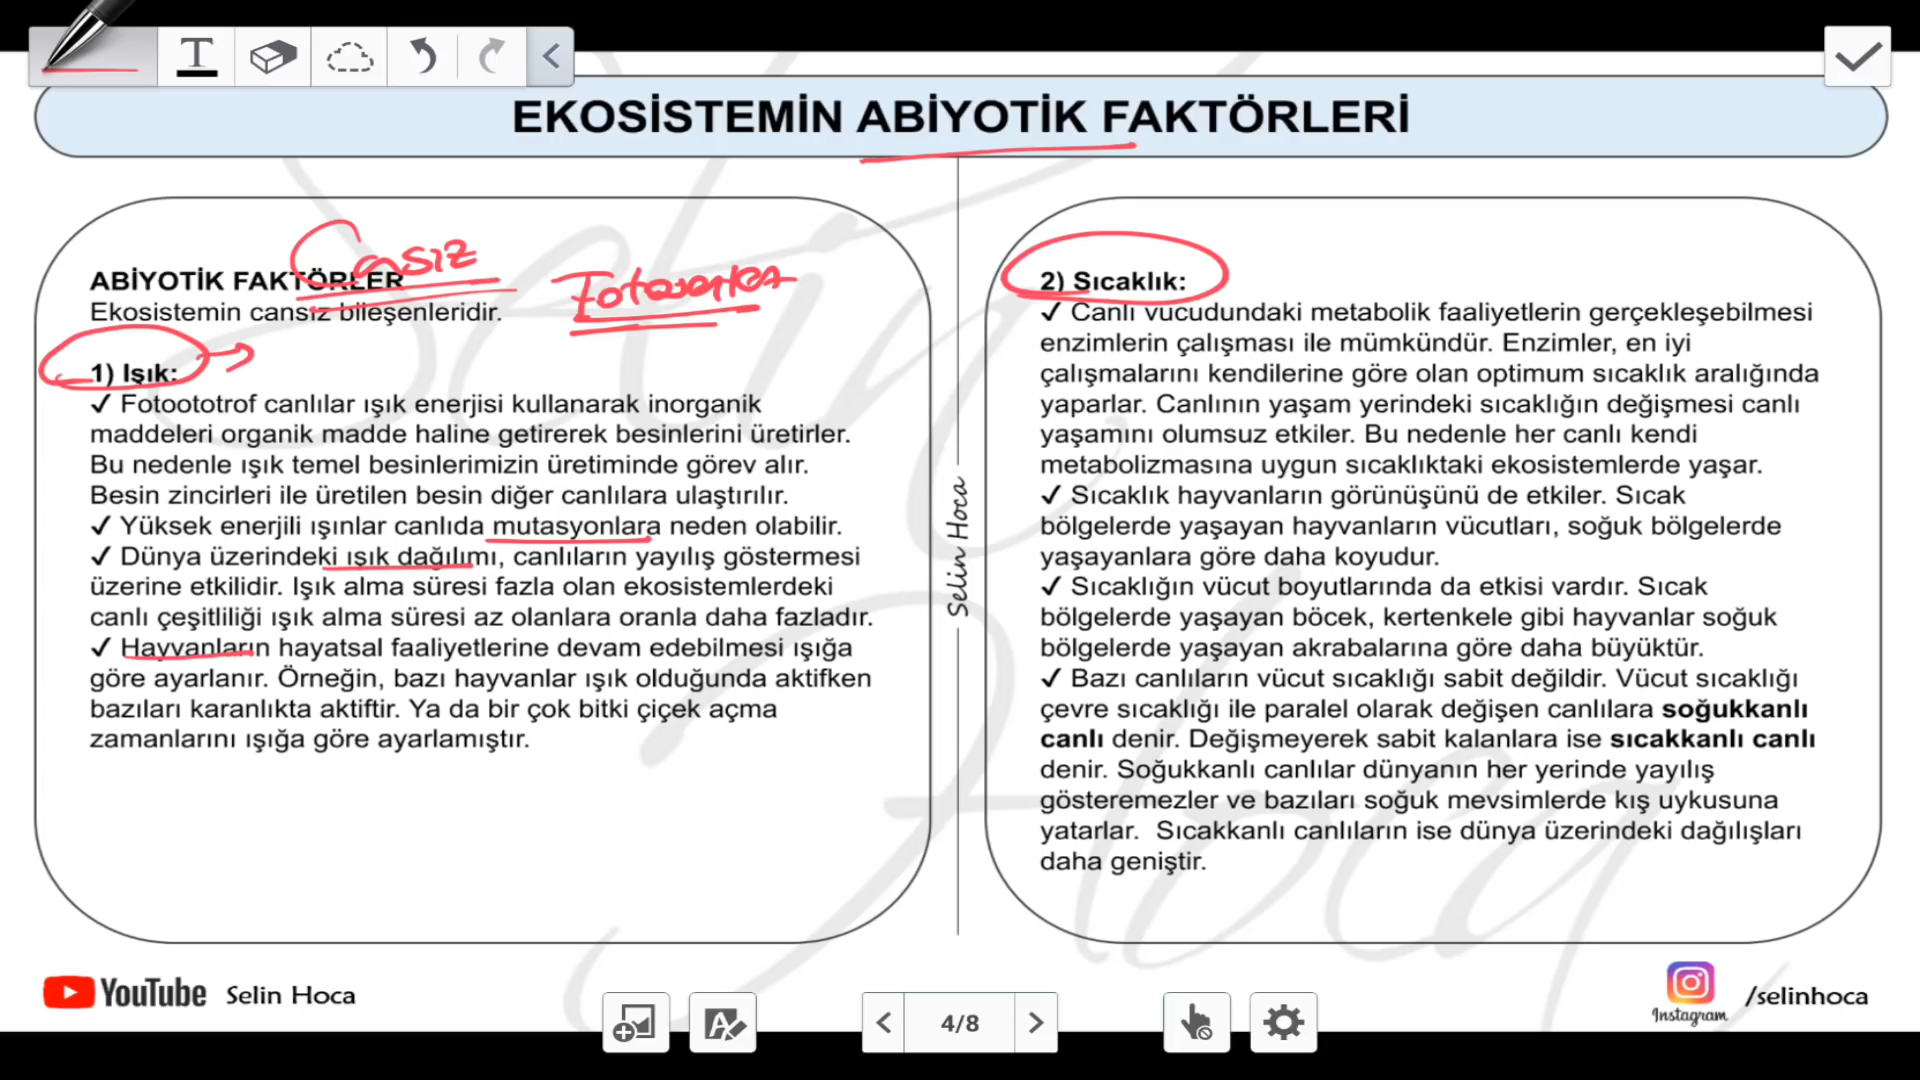 EKOSİSTEMİN ABİYOTİK FAKTÖRLERİ
Cansız
ABİYOTİK FAKTÖRLER
Ekosistemin cansız bileşenleridir.
1) Işık:
✓ Fotoototrof canlılar ışık enerjisi kullanarak inorganik
maddeleri organik madde haline getirerek besinlerini üretirler.
Bu nedenle ışık temel besinlerimizin üretiminde görev alır.
Besin zincirleri ile üretilen besin diğer canlılara ulaştırılır.
✓ Yüksek enerjili ışınlar canlıda mutasyonlara neden olabilir.
✓ Dünya üzerindeki ışık dağılımı, canlıların yayılış göstermesi
üzerine etkilidir. Işık alma süresi fazla olan ekosistemlerdeki
canlı çeşitliliği ışık alma süresi az olanlara oranla daha fazladır.
✓ Hayvanların hayatsal faaliyetlerine devam edebilmesi ışığa
göre ayarlanır. Örneğin, bazı hayvanlar ışık olduğunda aktifken
bazıları karanlıkta aktiftir. Ya da bir çok bitki çiçek açma
zamanlarını ışığa göre ayarlamıştır.
Selin Hoca
2) Sıcaklık:
✓ Canlı vücudundaki metabolik faaliyetlerin gerçekleşebilmesi
enzimlerin çalışması ile mümkündür. Enzimler, en iyi
çalışmalarını kendilerine göre olan optimum sıcaklık aralığında
yaparlar. Canlının yaşam yerindeki sıcaklığın değişmesi canlı
yaşamını olumsuz etkiler. Bu nedenle her canlı kendi
metabolizmasına uygun sıcaklıktaki ekosistemlerde yaşar.
✓ Sıcaklık hayvanların görünüşünü de etkiler. Sıcak
bölgelerde yaşayan hayvanların vücutları, soğuk bölgelerde
yaşayanlara göre daha koyudur.
✓ Sıcaklığın vücut boyutlarında da etkisi vardır. Sıcak
bölgelerde yaşayan böcek, kertenkele gibi hayvanlar soğuk
bölgelerde yaşayan akrabalarına göre daha büyüktür.
✓ Bazı canlıların vücut sıcaklığı sabit değildir. Vücut sıcaklığı
çevre sıcaklığı ile paralel olarak değişen canlılara soğukkanlı
canlı denir. Değişmeyerek sabit kalanlara ise sıcakkanlı canlı
denir. Soğukkanlı canlılar dünyanın her yerinde yayılış
gösteremezler ve bazıları soğuk mevsimlerde kış uykusuna
yatarlar. Sıcakkanlı canlıların ise dünya üzerindeki dağılışları
daha geniştir.
YouTube Selin Hoca
4/8
Instagram /selinhoca